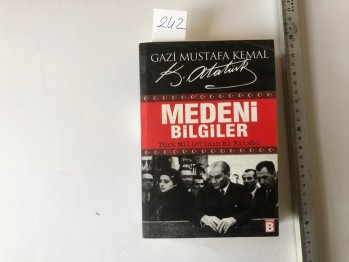 242
GAZİ MUSTAFA KEMAL
K. Atatürk
MEDENİ
BİLGİLER
Türk Milletinin El Kitabı
B